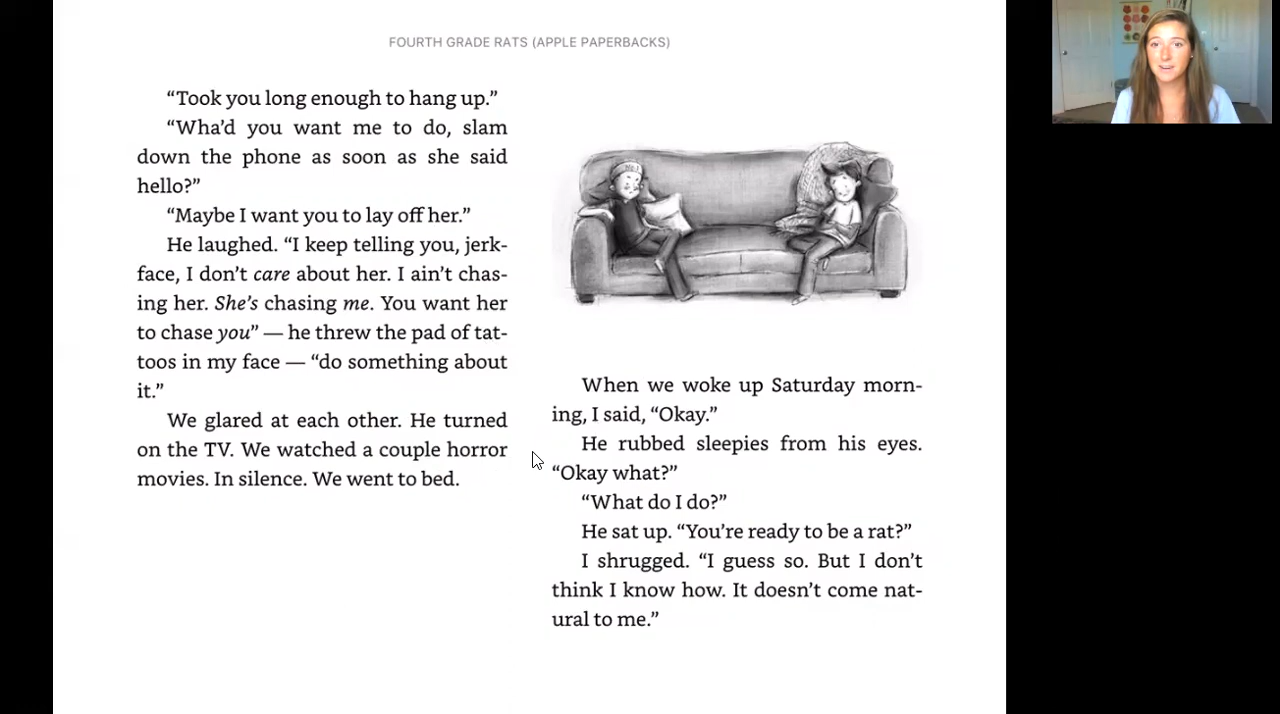 FOURTH GRADE RATS (APPLE PAPERBACKS)
“Took you long enough to hang up.”
“Wha’d you want me to do, slam
down the phone as soon as she said
hello?”
“Maybe I want you to lay off her.”
He laughed. “I keep telling you, jerk-
face, I don’t care about her. I ain’t chas-
ing her. She’s chasing me. You want her
to chase you” — he threw the pad of tat-
toos in my face — “do something about
it.”
We glared at each other. He turned
on the TV. We watched a couple horror
movies. In silence. We went to bed.
When we woke up Saturday morn-
ing, I said, “Okay.”
He rubbed sleepies from his eyes.
“Okay what?”
“What do I do?”
He sat up. “You’re ready to be a rat?”
I shrugged. “I guess so. But I don’t
think I know how. It doesn’t come nat-
ural to me.”